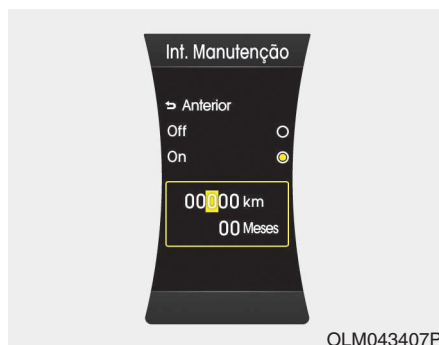 Int. Manutenção
⮌ Anterior
Off
On
00000 km
00 Meses
OLM043407P